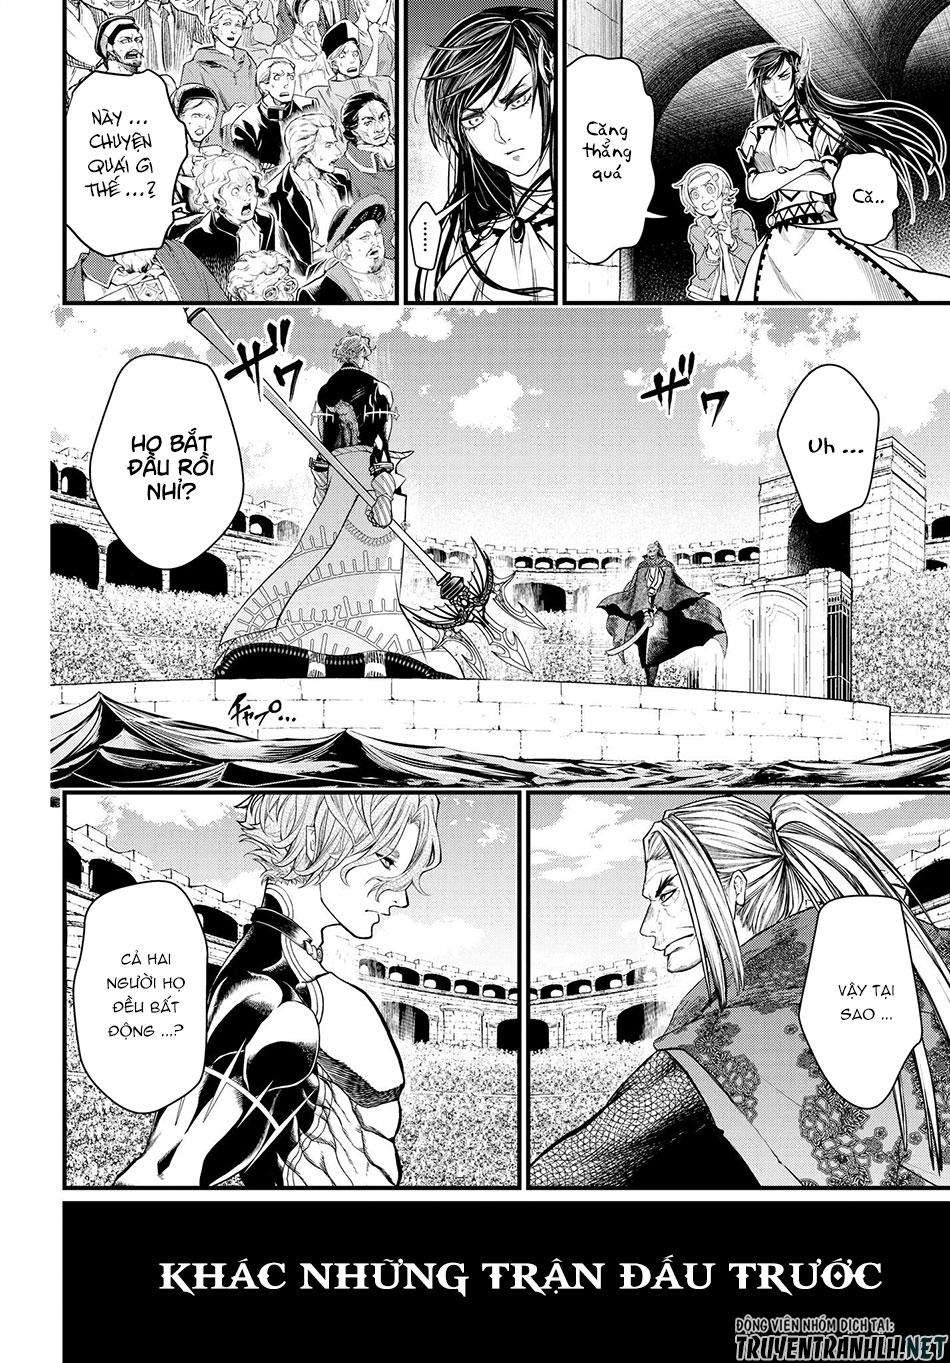 Că..
Căng
thẳng
quá
......
NÀY ...
CHUYỆN
QUÁI GÌ
THẾ ...?
Uh ...
ザワ
ザワ
HỌ BẮT
ĐẦU RỒI
NHỈ?
チャプ...
VẬY TẠI
SAO ...
CẢ HAI
NGƯỜI HỌ
ĐỀU BẤT
ĐỘNG ...?
KHÁC NHỮNG TRẬN ĐẤU TRƯỚC
ĐỘNG VIÊN NHÓM DỊCH TẠI:
TRUYENTRANHLH.NET